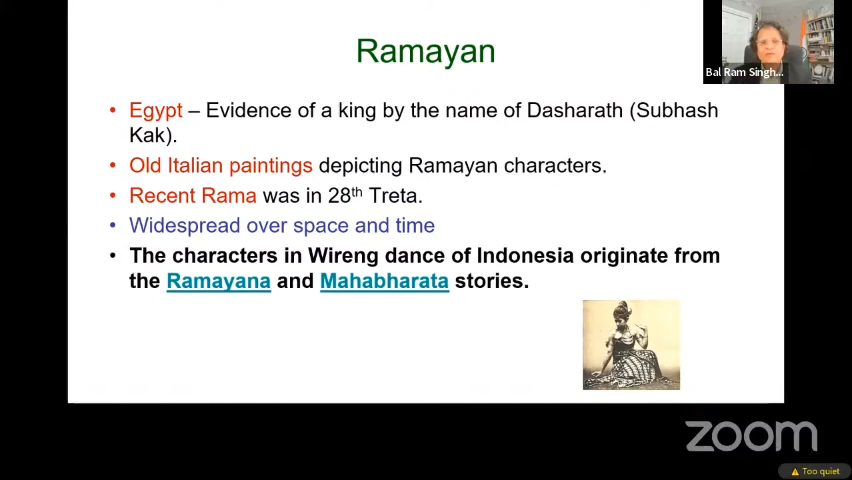 Ramayan
Bal Ram Singh...
• Egypt – Evidence of a king by the name of Dasharath (Subhash
Kak).
• Old Italian paintings depicting Ramayan characters.
• Recent Rama was in 28th Treta.
• Widespread over space and time
• The characters in Wireng dance of Indonesia originate from
the Ramayana and Mahabharata stories.
zoom
Too quiet